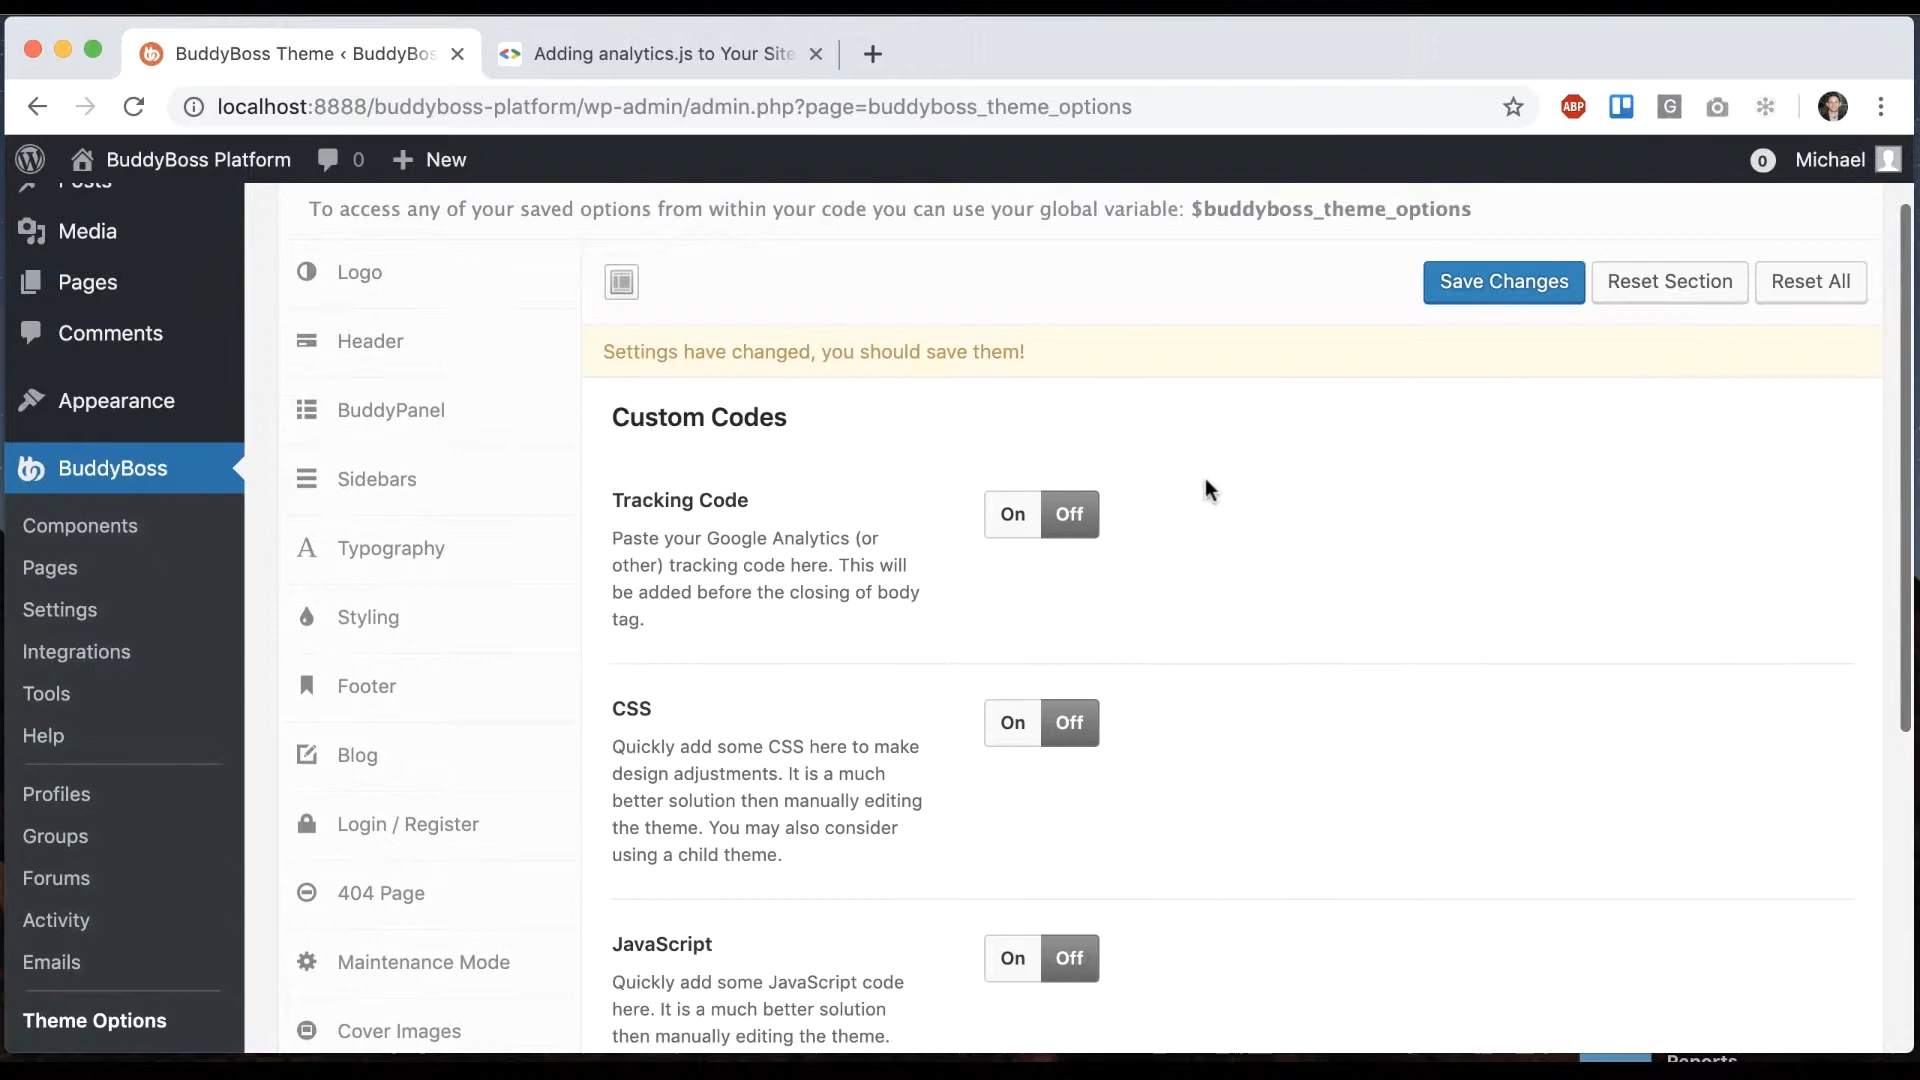 BuddyBoss Theme ‹ BuddyBos
Adding analytics.js to Your Site
localhost:8888/buddyboss-platform/wp-admin/admin.php?page=buddyboss_theme_options
ABP
G
BuddyBoss Platform
0
New
0
Michael
Posts
Media
Pages
Comments
Appearance
BuddyBoss
Components
Pages
Settings
Integrations
Tools
Help
Profiles
Groups
Forums
Activity
Emails
Theme Options
To access any of your saved options from within your code you can use your global variable: $buddyboss_theme_options
Logo
Header
BuddyPanel
Sidebars
A
Typography
Styling
Footer
Blog
Login / Register
404 Page
Maintenance Mode
Cover Images
Save Changes
Reset Section
Reset All
Settings have changed, you should save them!
Custom Codes
Tracking Code
On Off
Paste your Google Analytics (or
other) tracking code here. This will
be added before the closing of body
tag.
CSS
On Off
Quickly add some CSS here to make
design adjustments. It is a much
better solution then manually editing
the theme. You may also consider
using a child theme.
JavaScript
On Off
Quickly add some JavaScript code
here. It is a much better solution
then manually editing the theme.
Reports